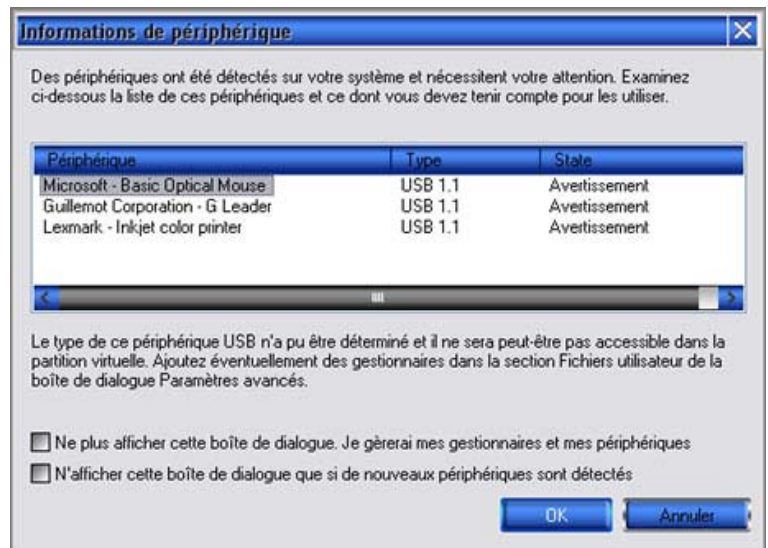 Informations de périphérique
Des périphériques ont été détectés sur votre système et nécessitent votre attention. Examinez
ci-dessous la liste de ces périphériques et ce dont vous devez tenir compte pour les utiliser.
Périphérique Type State
Microsoft - Basic Optical Mouse USB 1.1 Avertissement
Guillemot Corporation - G Leader USB 1.1 Avertissement
Lexmark - Inkjet color printer USB 1.1 Avertissement
Le type de ce périphérique USB n'a pu être déterminé et il ne sera peut-être pas accessible dans la
partition virtuelle. Ajoutez éventuellement des gestionnaires dans la section Fichiers utilisateur de la
boîte de dialogue Paramètres avancés.
Ne plus afficher cette boîte de dialogue. Je gèrerai mes gestionnaires et mes périphériques
N'afficher cette boîte de dialogue que si de nouveaux périphériques sont détectés
OK Annuler